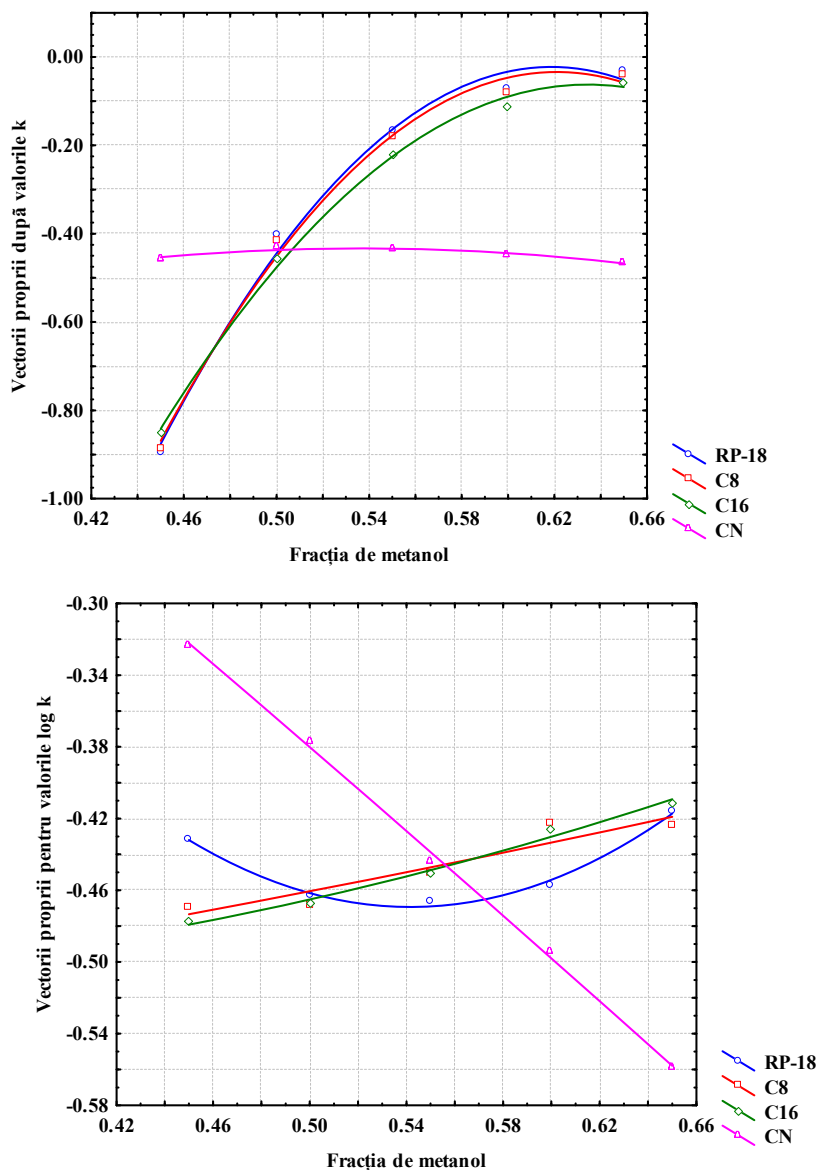 Vectorii proprii după valorile k
0.00
-0.20
-0.40
-0.60
-0.80
-1.00
0.42 0.46 0.50 0.54 0.58 0.62 0.66
Fracția de metanol
RP-18
C8
C16
CN
Vectorii proprii pentru valorile log k
-0.30
-0.34
-0.38
-0.42
-0.46
-0.50
-0.54
-0.58
0.42 0.46 0.50 0.54 0.58 0.62 0.66
Fracția de metanol
RP-18
C8
C16
CN